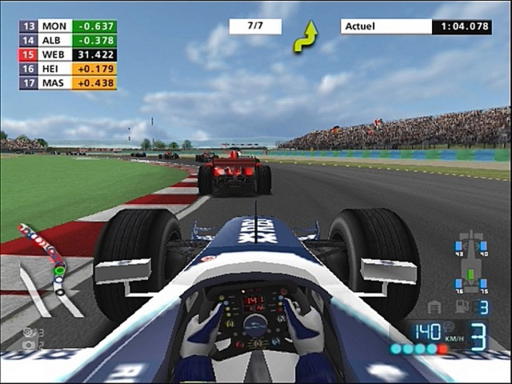 13 MON -0.637
14 ALB -0.378
15 WEB 31.422
16 HEI +0.179
17 MAS +0.438
7/7
Actuel 1:04.078
3
140 KM/H 3